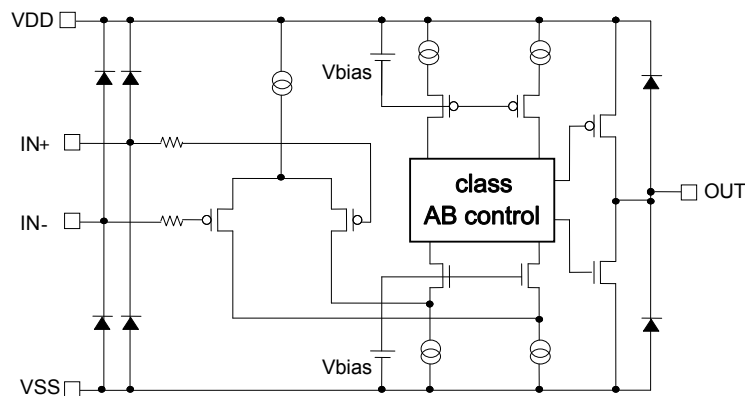 VDD
Vbias
IN+
class
AB control
IN-
OUT
Vbias
VSS